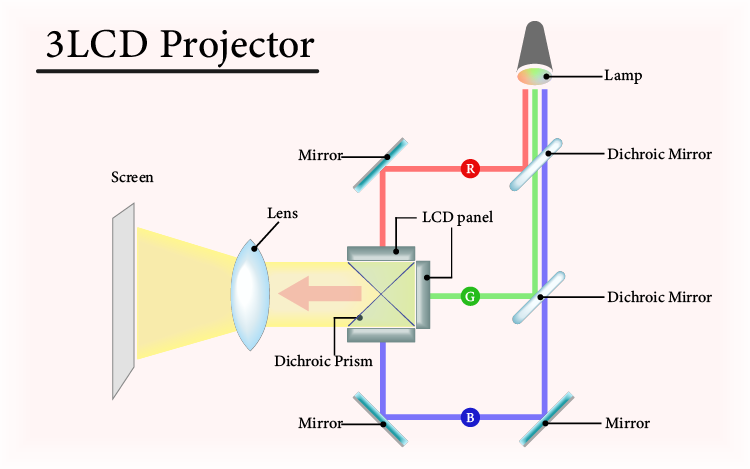 3LCD Projector
Lamp
Mirror
Dichroic Mirror
R
Screen
Lens
LCD panel
G
Dichroic Mirror
Dichroic Prism
Mirror
B
Mirror